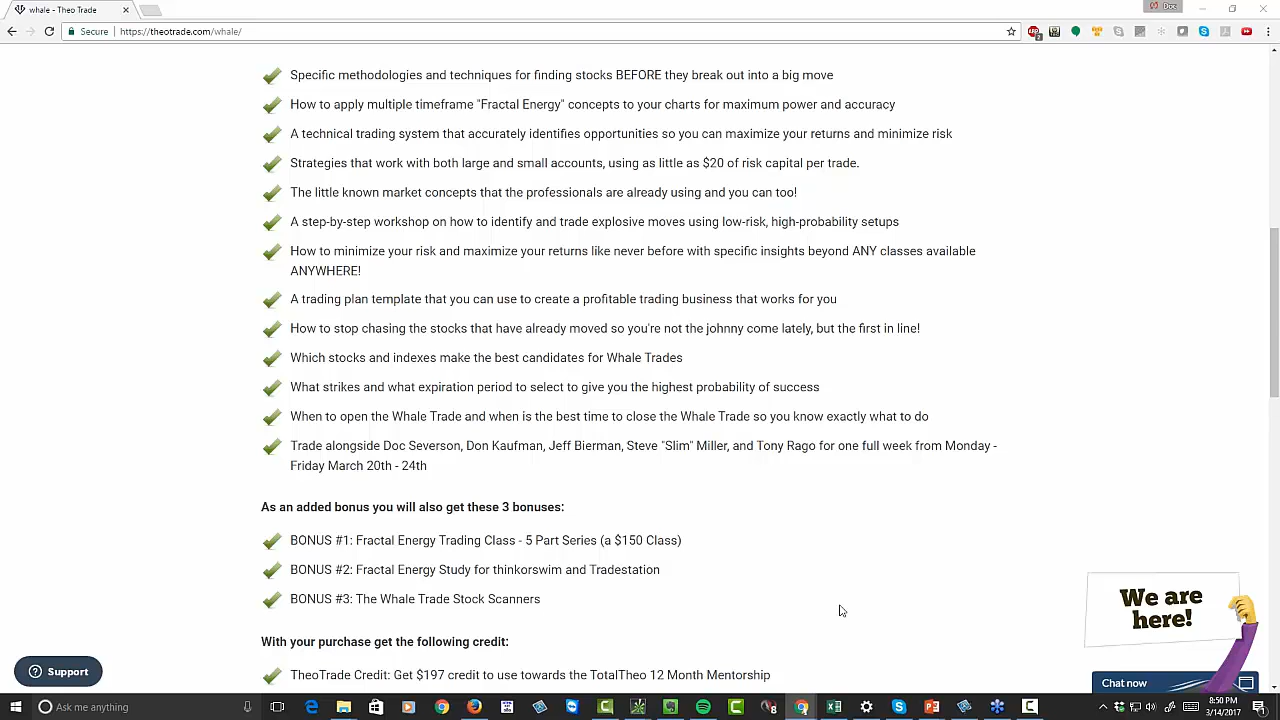 whale - Theo Trade
Doc
Secure
https://theotrade.com/whale/
Specific methodologies and techniques for finding stocks BEFORE they break out into a big move
How to apply multiple timeframe "Fractal Energy" concepts to your charts for maximum power and accuracy
A technical trading system that accurately identifies opportunities so you can maximize your returns and minimize risk
Strategies that work with both large and small accounts, using as little as $20 of risk capital per trade.
The little known market concepts that the professionals are already using and you can too!
A step-by-step workshop on how to identify and trade explosive moves using low-risk, high-probability setups
How to minimize your risk and maximize your returns like never before with specific insights beyond ANY classes available
ANYWHERE!
A trading plan template that you can use to create a profitable trading business that works for you
How to stop chasing the stocks that have already moved so you're not the johnny come lately, but the first in line!
Which stocks and indexes make the best candidates for Whale Trades
What strikes and what expiration period to select to give you the highest probability of success
When to open the Whale Trade and when is the best time to close the Whale Trade so you know exactly what to do
Trade alongside Doc Severson, Don Kaufman, Jeff Bierman, Steve "Slim" Miller, and Tony Rago for one full week from Monday -
Friday March 20th - 24th
As an added bonus you will also get these 3 bonuses:
BONUS #1: Fractal Energy Trading Class - 5 Part Series (a $150 Class)
BONUS #2: Fractal Energy Study for thinkorswim and Tradestation
BONUS #3: The Whale Trade Stock Scanners
We are
here!
With your purchase get the following credit:
Support
TheoTrade Credit: Get $197 credit to use towards the TotalTheo 12 Month Mentorship
Chat now
Ask me anything
8:50 PM
3/14/2017